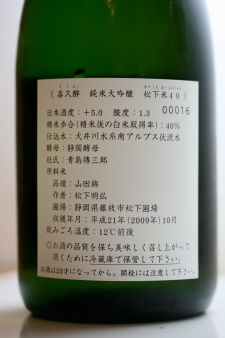 (喜久醉 純米大吟醸 松下米40)
00016
日本酒度:+5.0 酸度:1.3
精米歩合(精米後の白米取得率):40%
仕込水:大井川水系南アルプス伏流水
酵母:静岡酵母
杜氏:青島傳三郎
原料米
品種:山田錦
作者:松下明弘
圃場:静岡県藤枝市松下圃場
収穫年月:平成21年(2009年)10月
飲みごろ温度:12℃前後
◎お酒の品質を保ち美味しく召し上がって
頂くために冷蔵庫で保管して下さい。
お酒は20才になってから。開栓には注意して下さい。